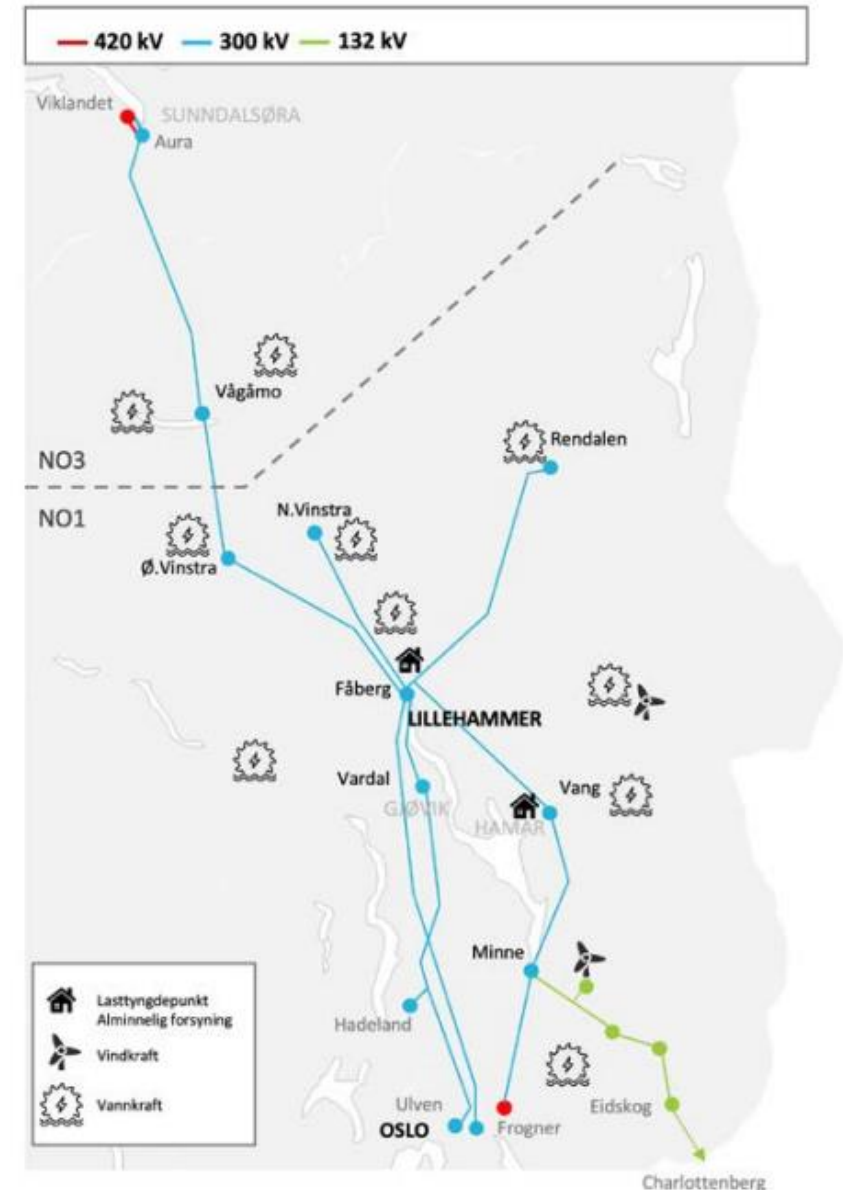 420 kV 300 kV 132 kV
Viklandet
SUNNDALSØRA
Aura
Vågåmo
Rendalen
NO3
NO1
N.Vinstra
Ø.Vinstra
Fåberg
LILLEHAMMER
Vardal
Vang
GJØVIK
HAMAR
Minne
Lasttyngdepunkt
Alminnelig forsyning
Vindkraft
Vannkraft
Hadeland
Ulven
OSLO
Frogner
Eidskog
Charlottenberg